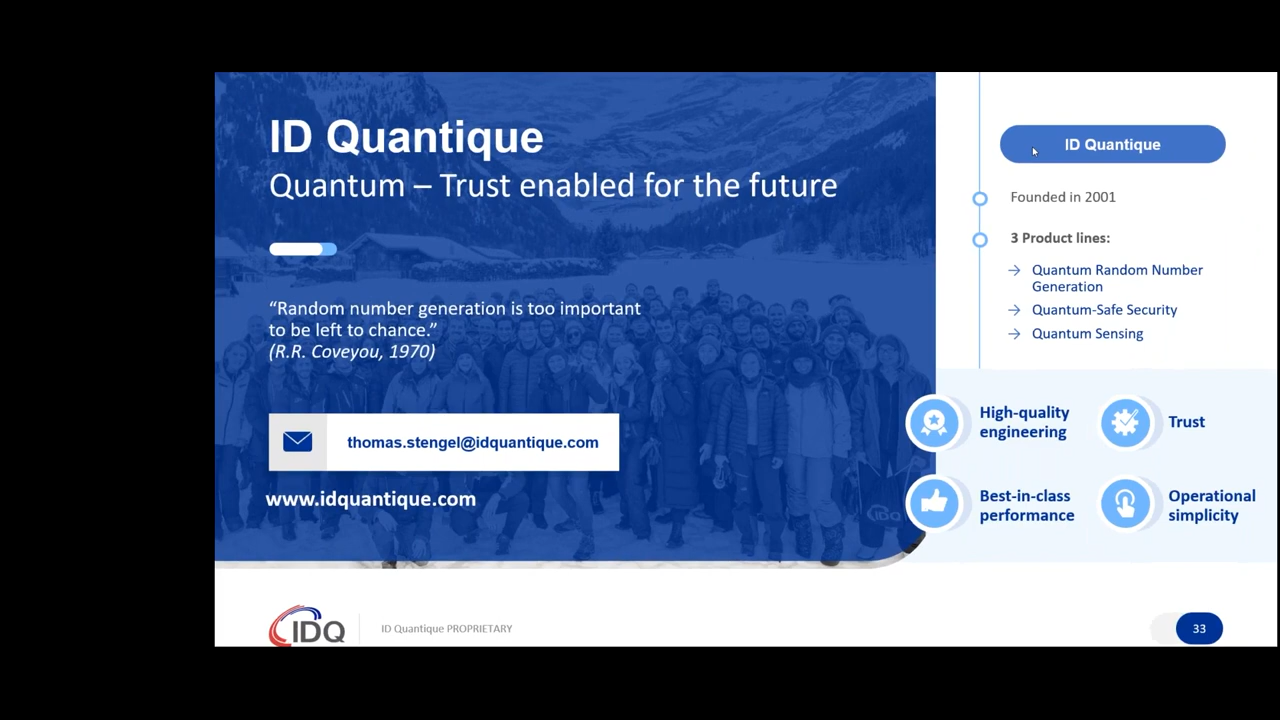 ID Quantique
Quantum – Trust enabled for the future
“Random number generation is too important
to be left to chance.”
(R.R. Coveyou, 1970)
thomas.stengel@idquantique.com
www.idquantique.com
ID Quantique
Founded in 2001
3 Product lines:
→ Quantum Random Number
Generation
→ Quantum-Safe Security
→ Quantum Sensing
High-quality
engineering
Trust
Best-in-class
performance
Operational
simplicity
IDQ
IDQ
ID Quantique PROPRIETARY
33